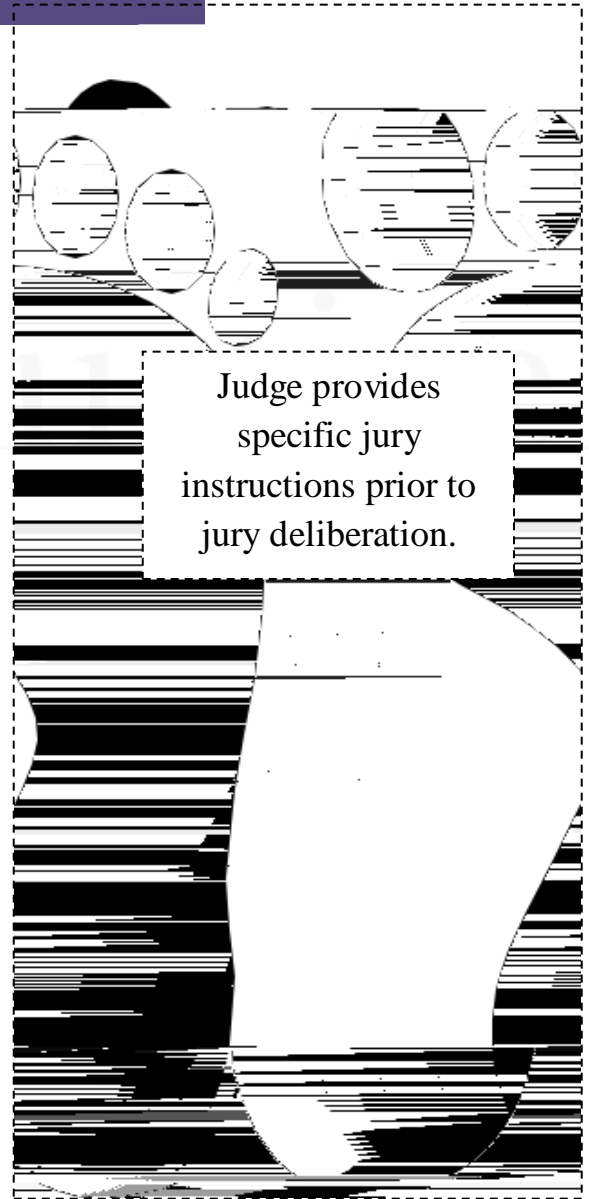 Judge provides
specific jury
instructions prior to
jury deliberation.